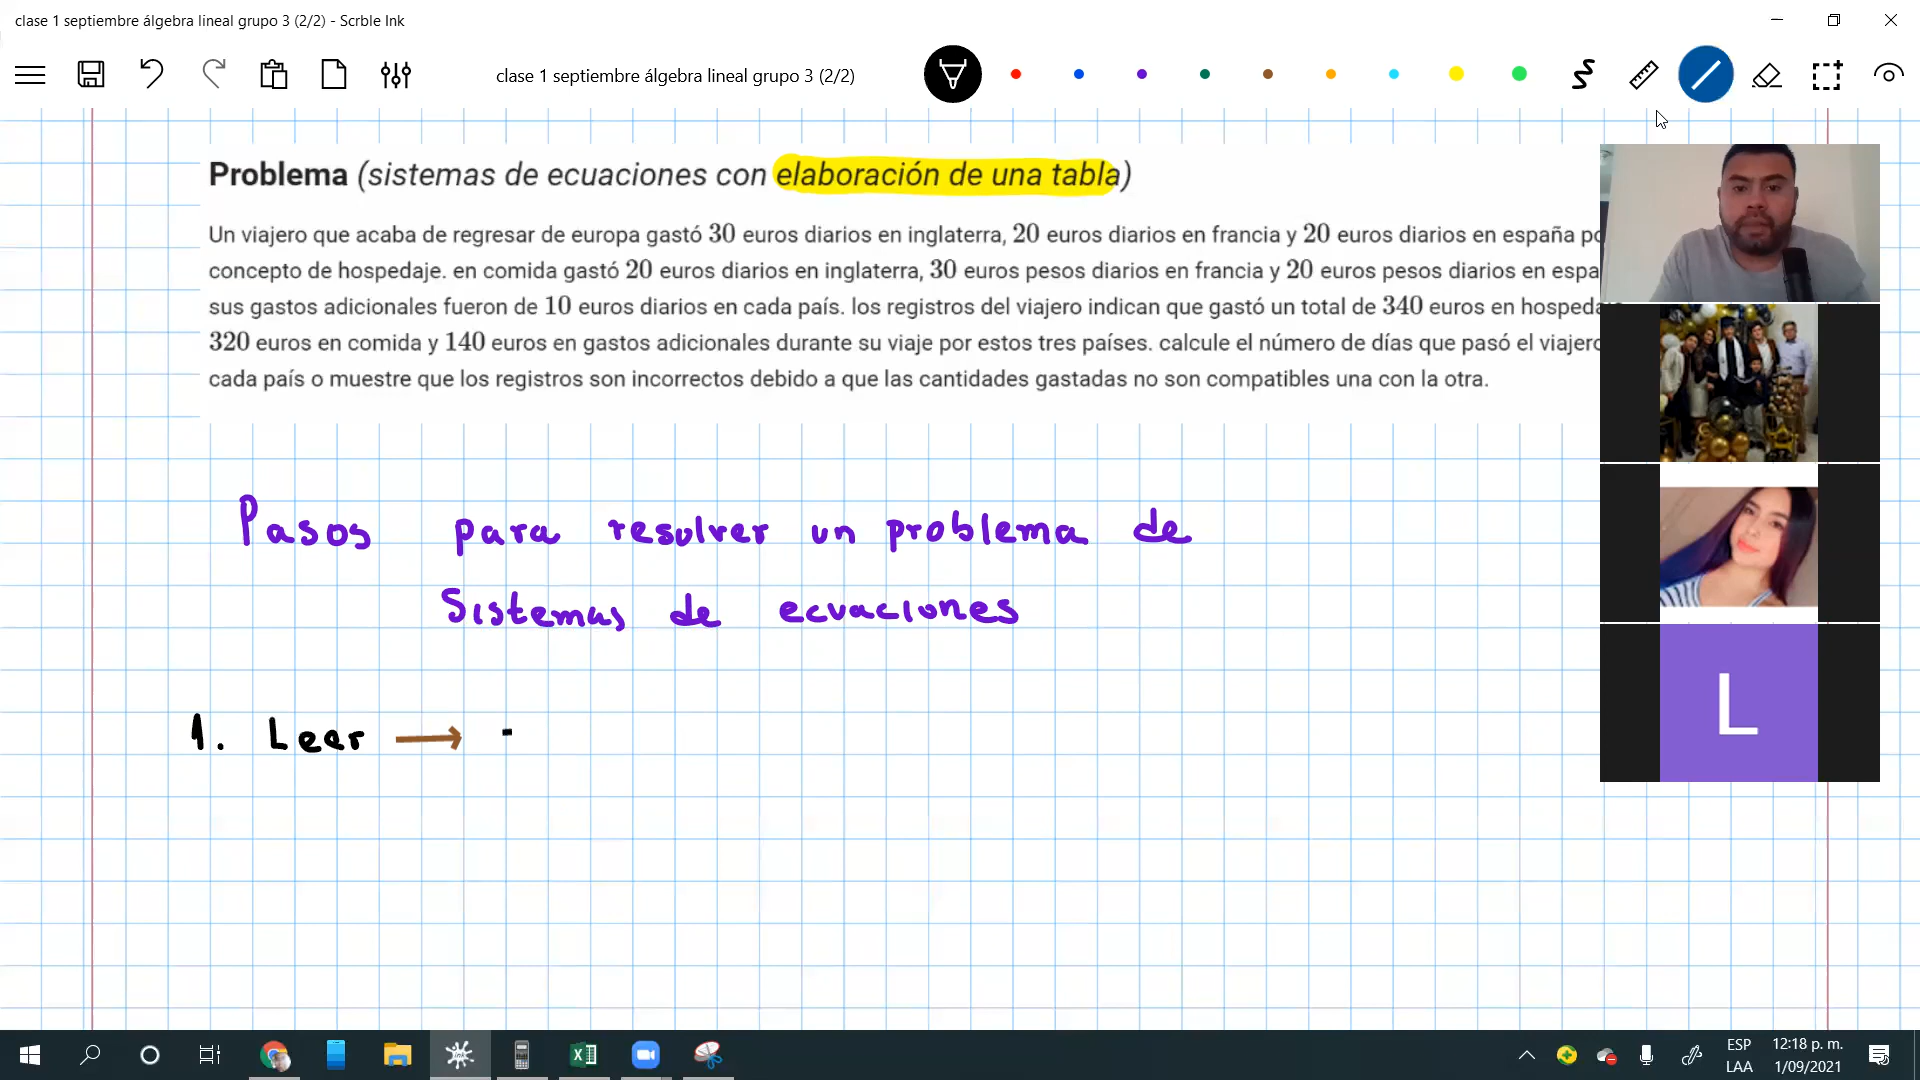 clase 1 septiembre álgebra lineal grupo 3 (2/2) - Scrble Ink
clase 1 septiembre álgebra lineal grupo 3 (2/2)
Problema (sistemas de ecuaciones con elaboración de una tabla)
Un viajero que acaba de regresar de europa gastó 30 euros diarios en inglaterra, 20 euros diarios en francia y 20 euros diarios en españa
concepto de hospedaje. en comida gastó 20 euros diarios en inglaterra, 30 euros pesos diarios en francia y 20 euros pesos diarios en
sus gastos adicionales fueron de 10 euros diarios en cada país. los registros del viajero indican que gastó un total de 340 euros en
320 euros en comida y 140 euros en gastos adicionales durante su viaje por estos tres países. calcule el número de días que pasó el
cada país o muestre que los registros son incorrectos debido a que las cantidades gastadas no son compatibles una con la otra.
Pasos para resolver un problema de
Sistemas de ecuaciones
1. Leer
L
ESP
LAA
12:18 p. m.
1/09/2021